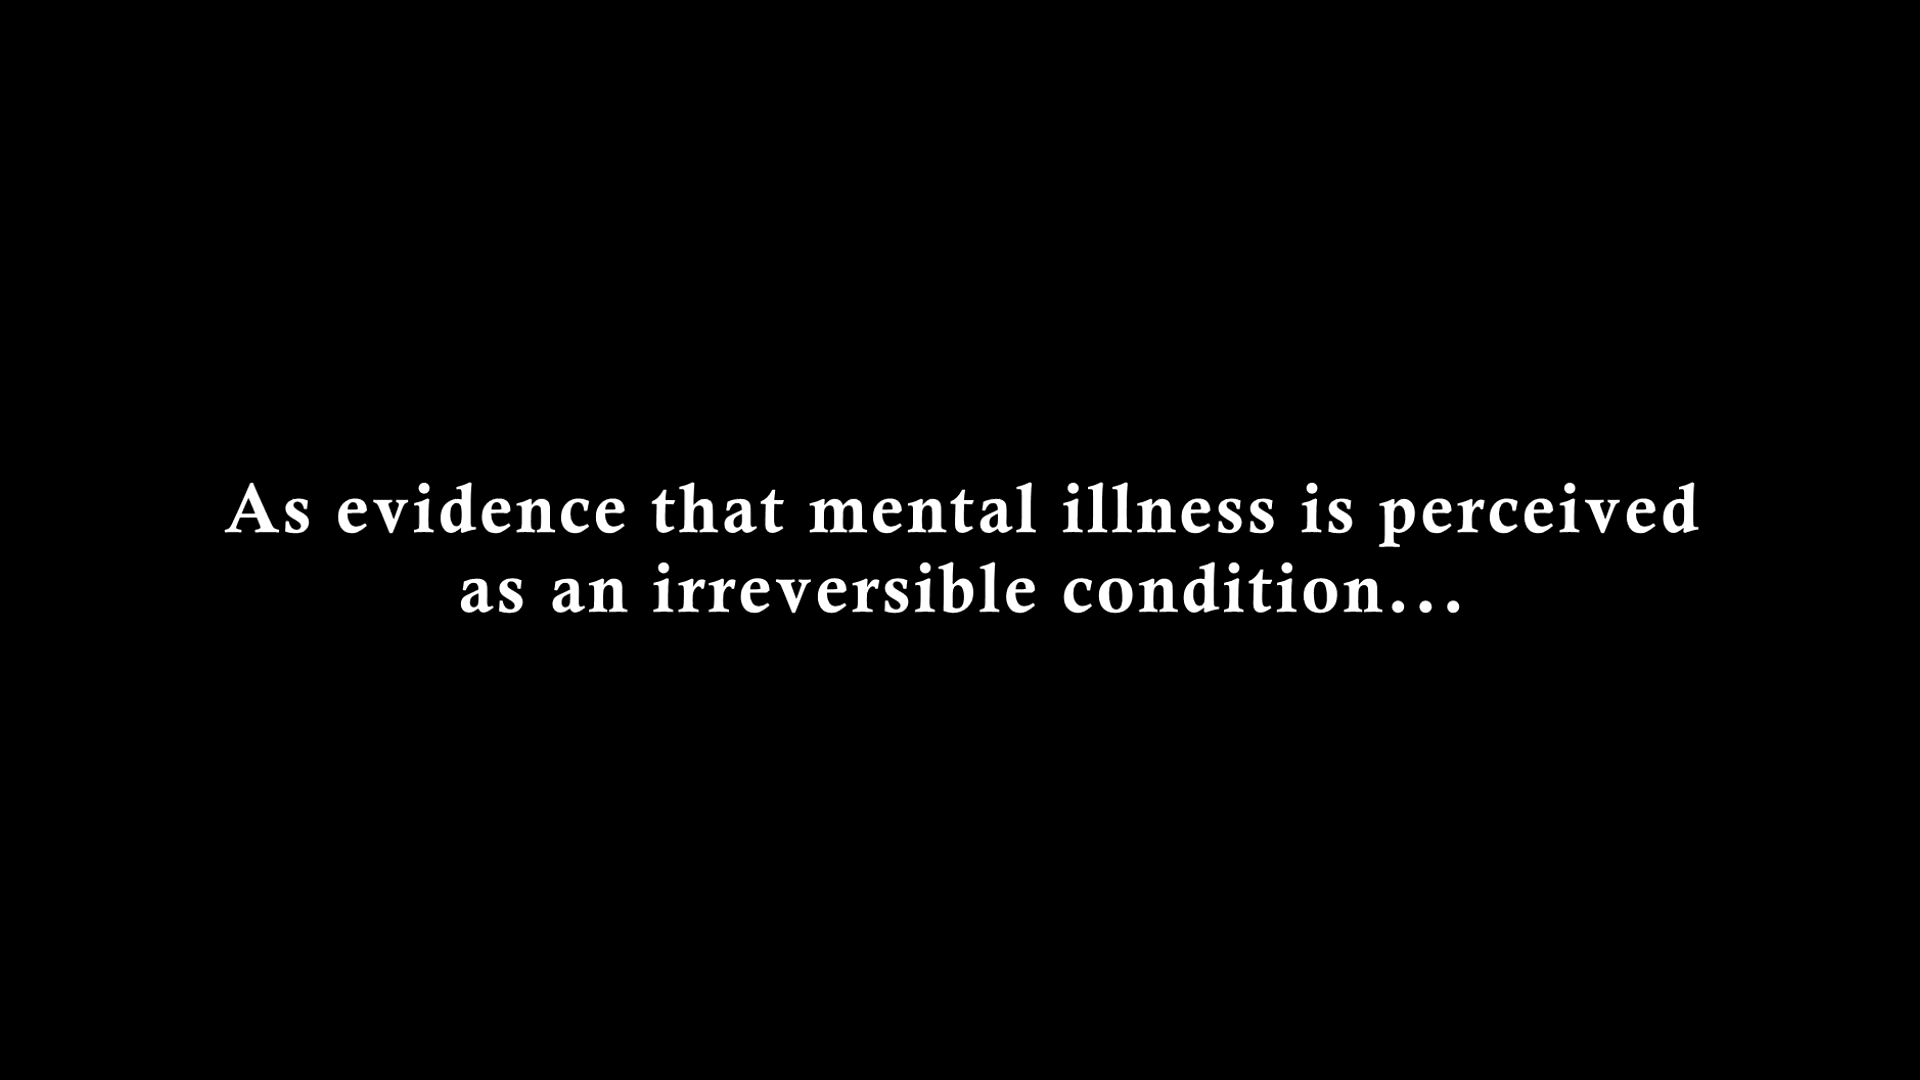 As evidence that mental illness is perceived
as an irreversible condition...